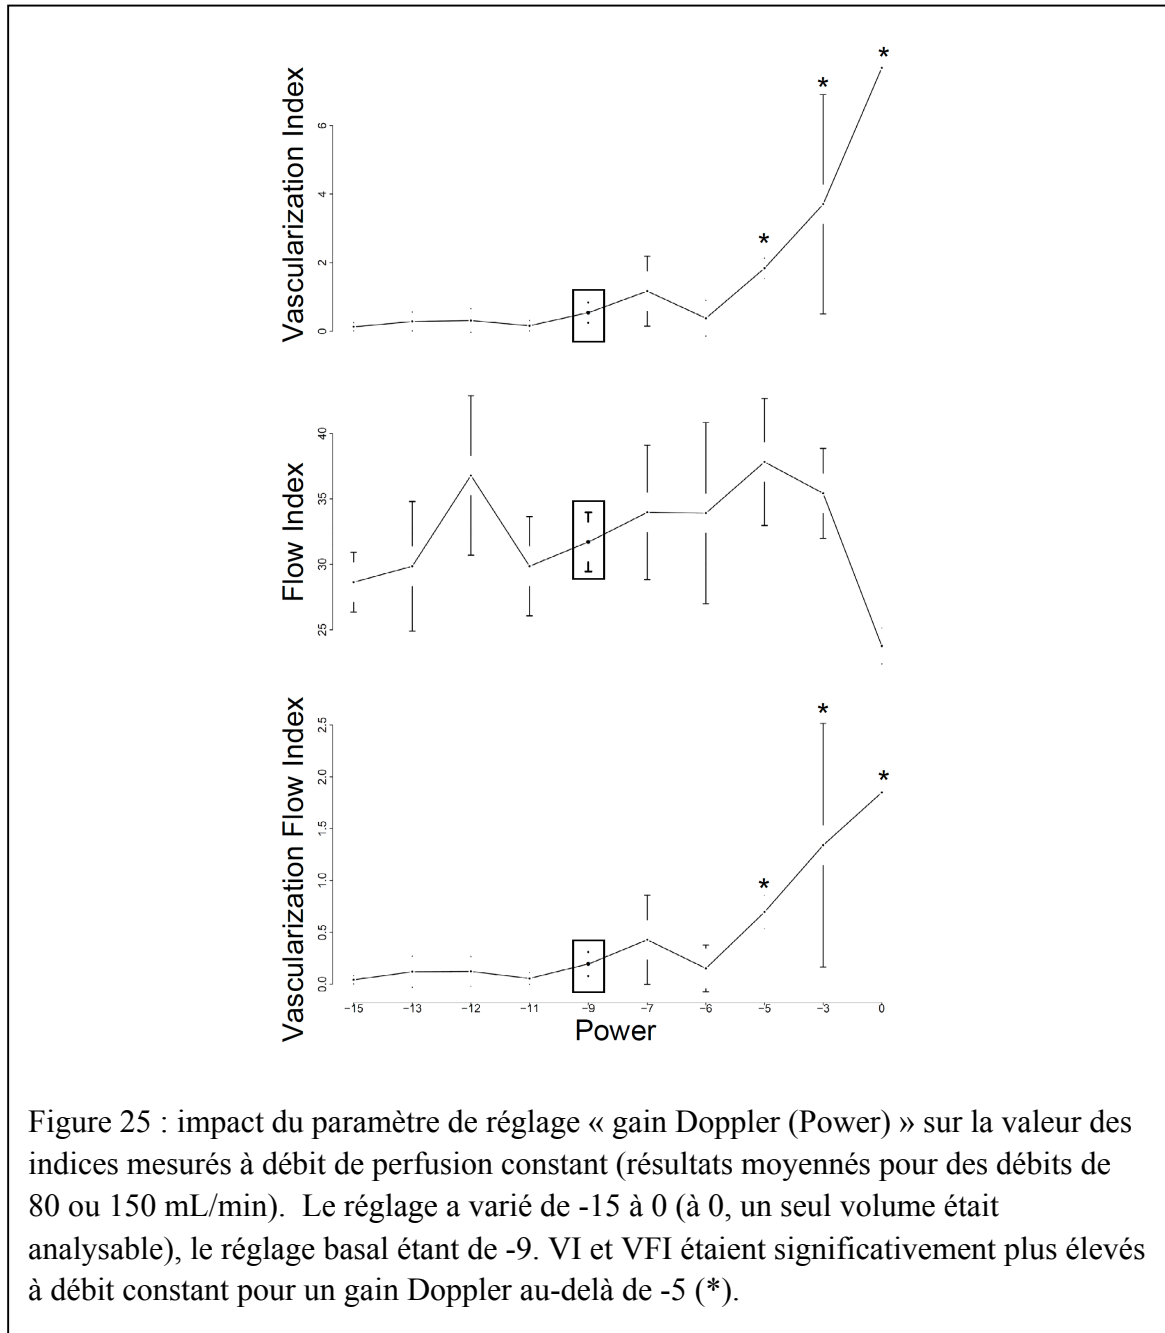 *
*
*
Vascularization Index
6
4
2
0
Flow Index
40
35
30
25
*
*
*
Vascularization Flow Index
2.5
2.0
1.5
1.0
0.5
0.0
−15 −13 −12 −11 −9 −7 −6 −5 −3 0
Power
Figure 25 : impact du paramètre de réglage « gain Doppler (Power) » sur la valeur des
indices mesurés à débit de perfusion constant (résultats moyennés pour des débits de
80 ou 150 mL/min).  Le réglage a varié de -15 à 0 (à 0, un seul volume était
analysable), le réglage basal étant de -9. VI et VFI étaient significativement plus élevés
à débit constant pour un gain Doppler au-delà de -5 (*).